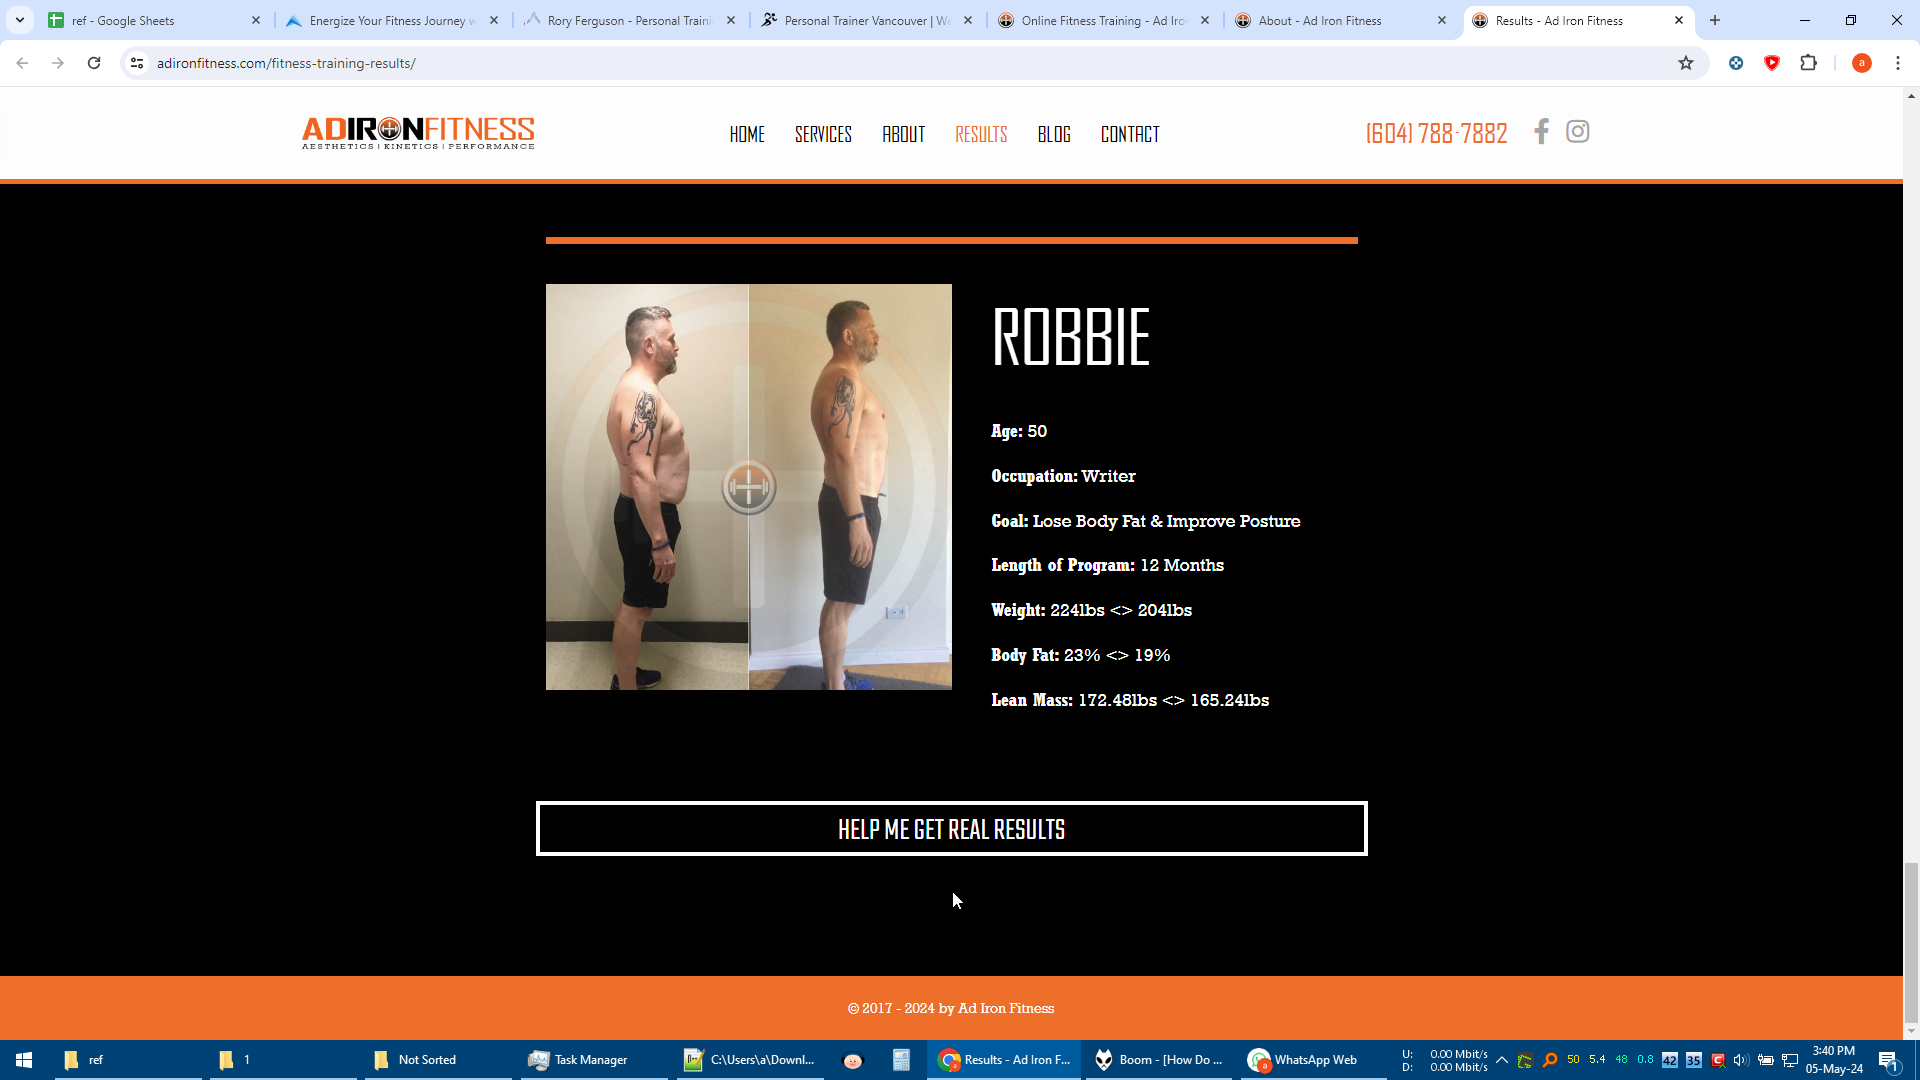 ref - Google Sheets
Energize Your Fitness Journey w
Rory Ferguson - Personal Traini
Personal Trainer Vancouver | We
Online Fitness Training - Ad Iro
About - Ad Iron Fitness
Results - Ad Iron Fitness
adironfitness.com/fitness-training-results/
a
ADIRONFITNESS
AESTHETICS | KINETICS | PERFORMANCE
HOME SERVICES ABOUT RESULTS BLOG CONTACT
(604) 788-7882
ROBBIE
Age: 50
Occupation: Writer
Goal: Lose Body Fat & Improve Posture
Length of Program: 12 Months
Weight: 224lbs <> 204lbs
Body Fat: 23% <> 19%
Lean Mass: 172.48lbs <> 165.24lbs
HELP ME GET REAL RESULTS
© 2017 - 2024 by Ad Iron Fitness
ref
1
Not Sorted
Task Manager
C:\Users\a\Downl...
Results - Ad Iron F...
Boom - [How Do ...
WhatsApp Web
U: 0.00 Mbit/s
D: 0.00 Mbit/s
50 5.4 48 0.8 42 35
3:40 PM
05-May-24
1